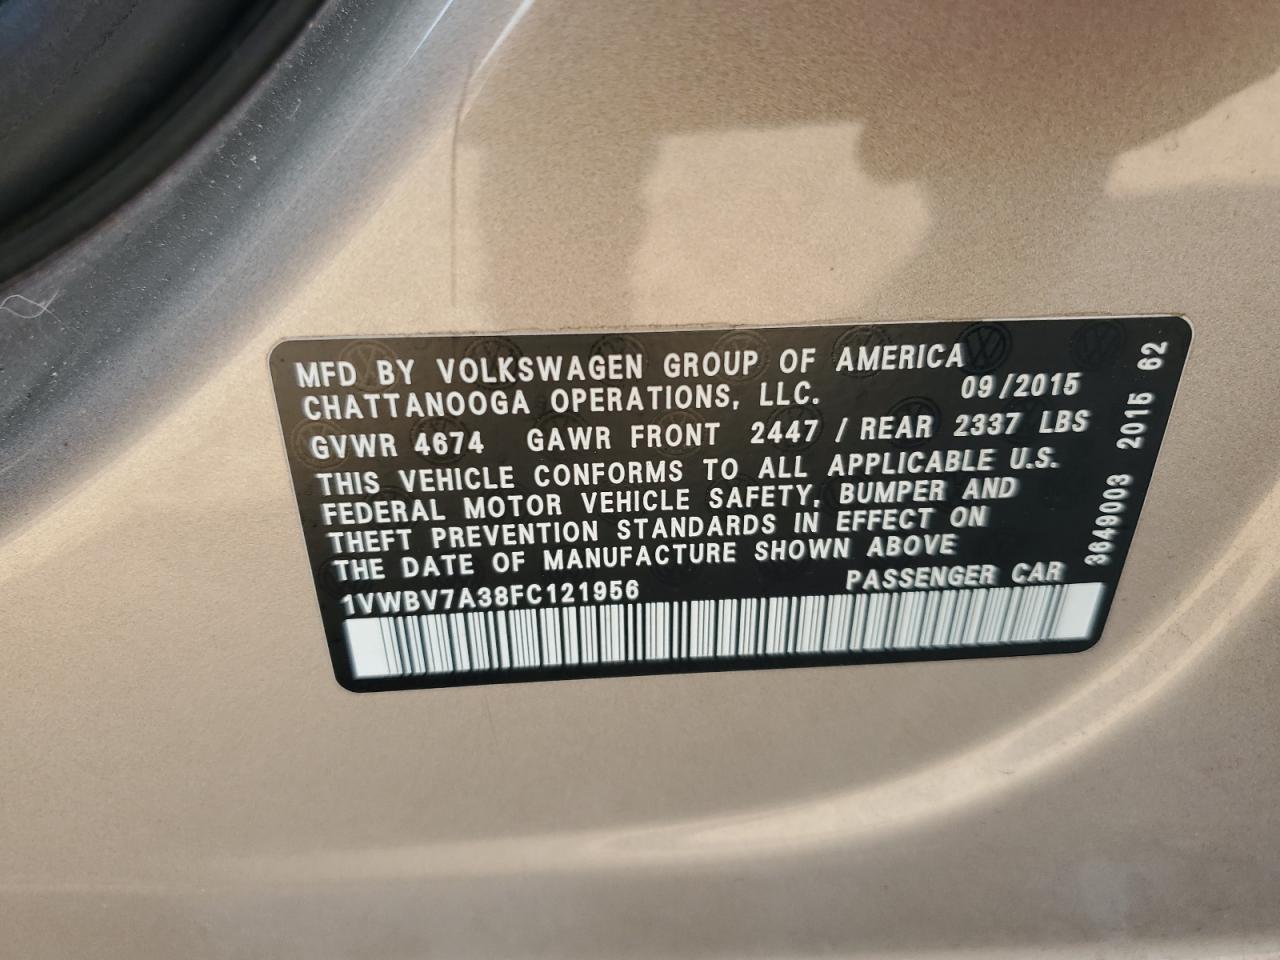 MFD BY VOLKSWAGEN GROUP OF AMERICA
CHATTANOOGA OPERATIONS, LLC. 09/2015
GVWR 4674 GAWR FRONT 2447 / REAR 2337 LBS
THIS VEHICLE CONFORMS TO ALL APPLICABLE U.S.
FEDERAL MOTOR VEHICLE SAFETY, BUMPER AND
THEFT PREVENTION STANDARDS IN EFFECT ON
THE DATE OF MANUFACTURE SHOWN ABOVE
1VWBV7A38FC121956 PASSENGER CAR
3649003 2015 62